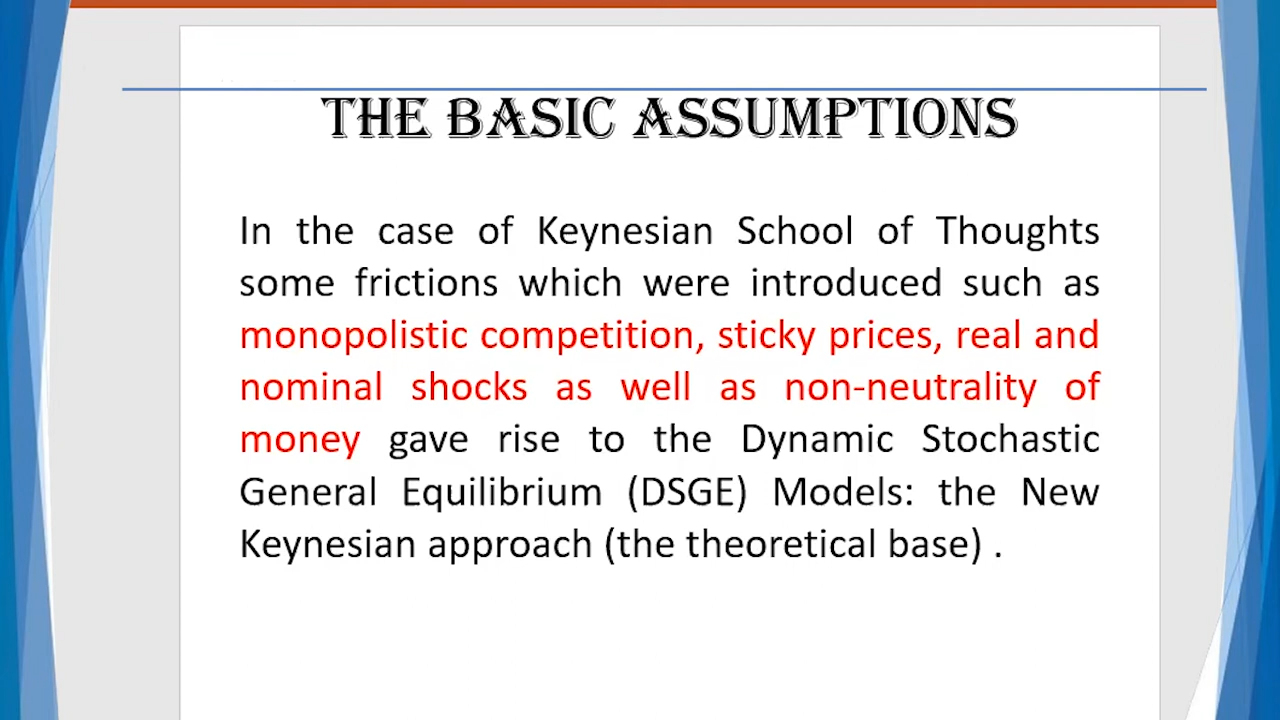 THE BASIC ASSUMPTIONS
In the case of Keynesian School of Thoughts
some frictions which were introduced such as
monopolistic competition, sticky prices, real and
nominal shocks as well as non-neutrality of
money gave rise to the Dynamic Stochastic
General Equilibrium (DSGE) Models: the New
Keynesian approach (the theoretical base) .